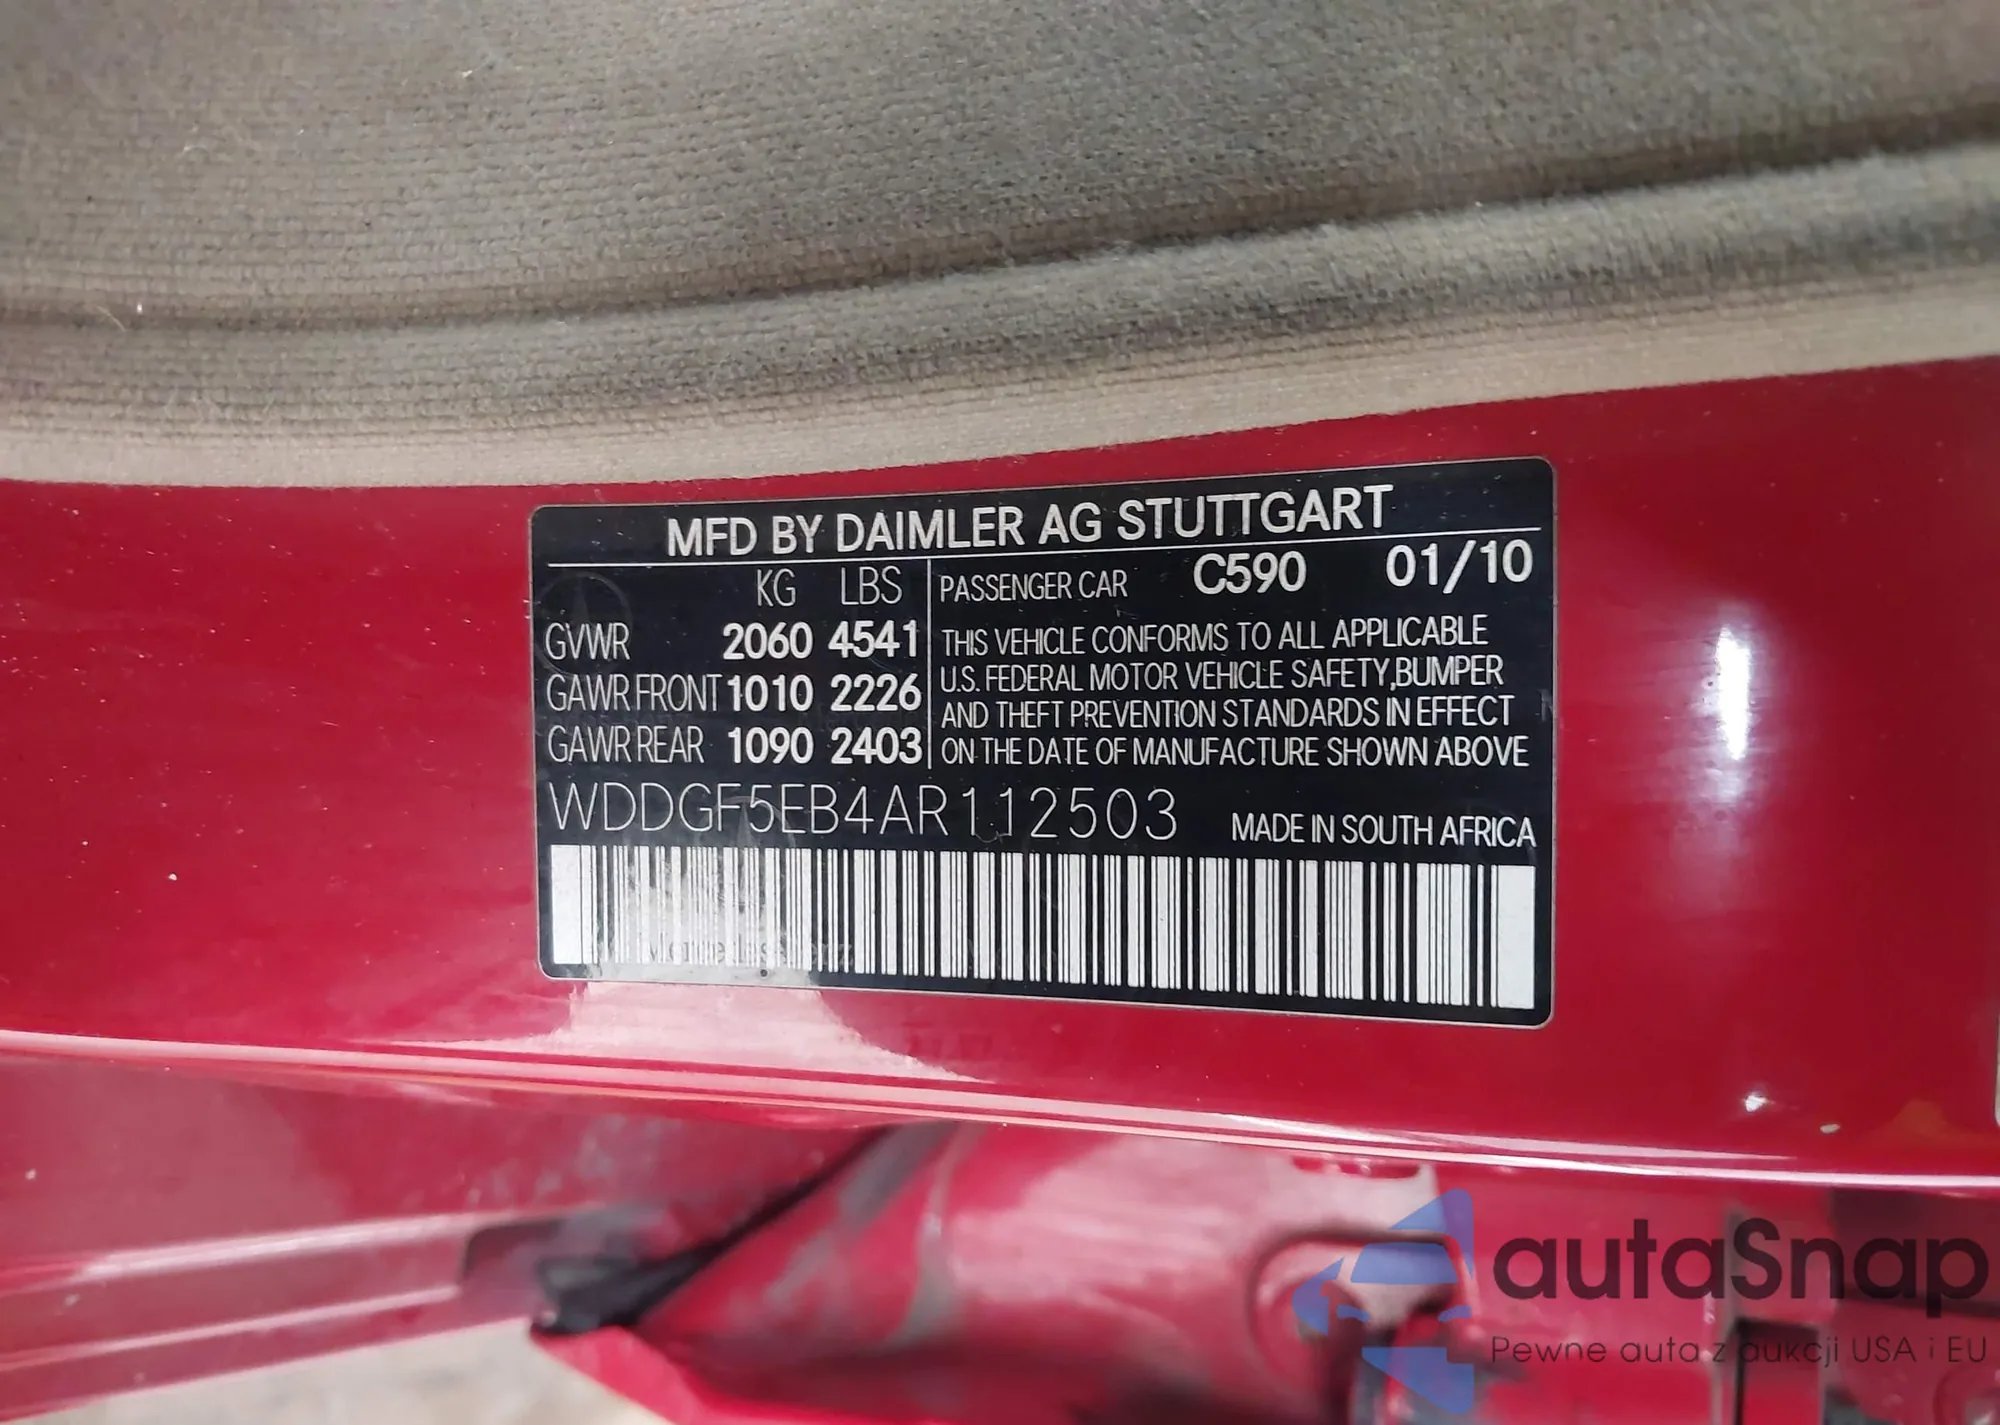 MFD BY DAIMLER AG STUTTGART
KG LBS
GVWR 2060 4541
GAWR FRONT 1010 2226
GAWR REAR 1090 2403
PASSENGER CAR C590 01/10
THIS VEHICLE CONFORMS TO ALL APPLICABLE
U.S. FEDERAL MOTOR VEHICLE SAFETY,BUMPER
AND THEFT PREVENTION STANDARDS IN EFFECT
ON THE DATE OF MANUFACTURE SHOWN ABOVE
WDDGF5EB4AR112503
MADE IN SOUTH AFRICA
autaSnap
Pewne auta z aukcji USA i EU